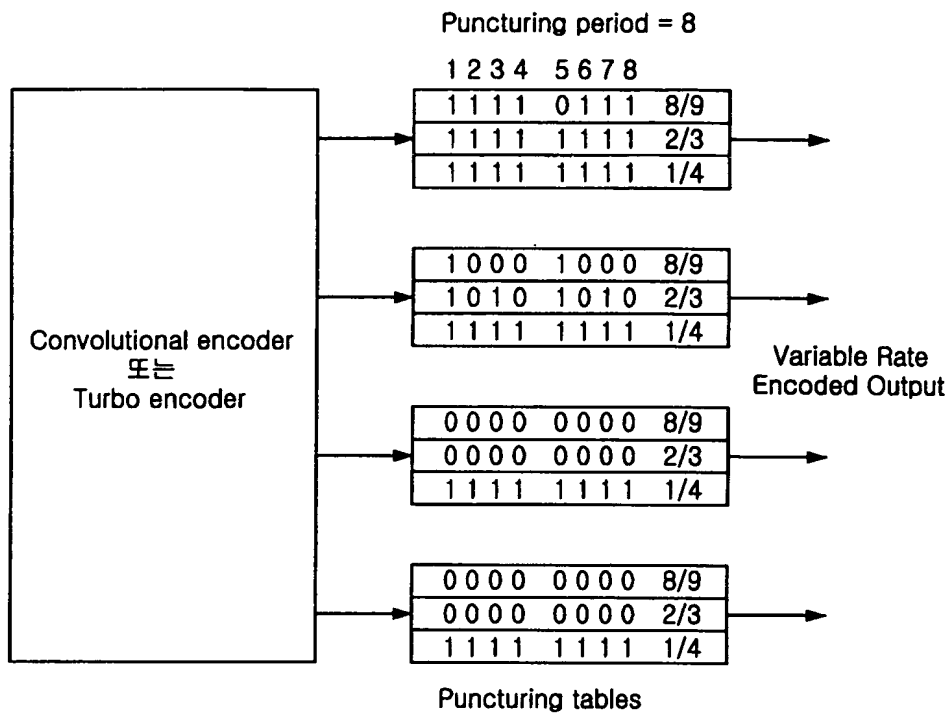 Puncturing period = 8
1 2 3 4 5 6 7 8
1 1 1 1 0 1 1 1 8/9
1 1 1 1 1 1 1 1 2/3
1 1 1 1 1 1 1 1 1/4
1 0 0 0 1 0 0 0 8/9
1 0 1 0 1 0 1 0 2/3
1 1 1 1 1 1 1 1 1/4
Convolutional encoder
또는
Turbo encoder
Variable Rate
Encoded Output
0 0 0 0 0 0 0 0 8/9
0 0 0 0 0 0 0 0 2/3
1 1 1 1 1 1 1 1 1/4
0 0 0 0 0 0 0 0 8/9
0 0 0 0 0 0 0 0 2/3
1 1 1 1 1 1 1 1 1/4
Puncturing tables